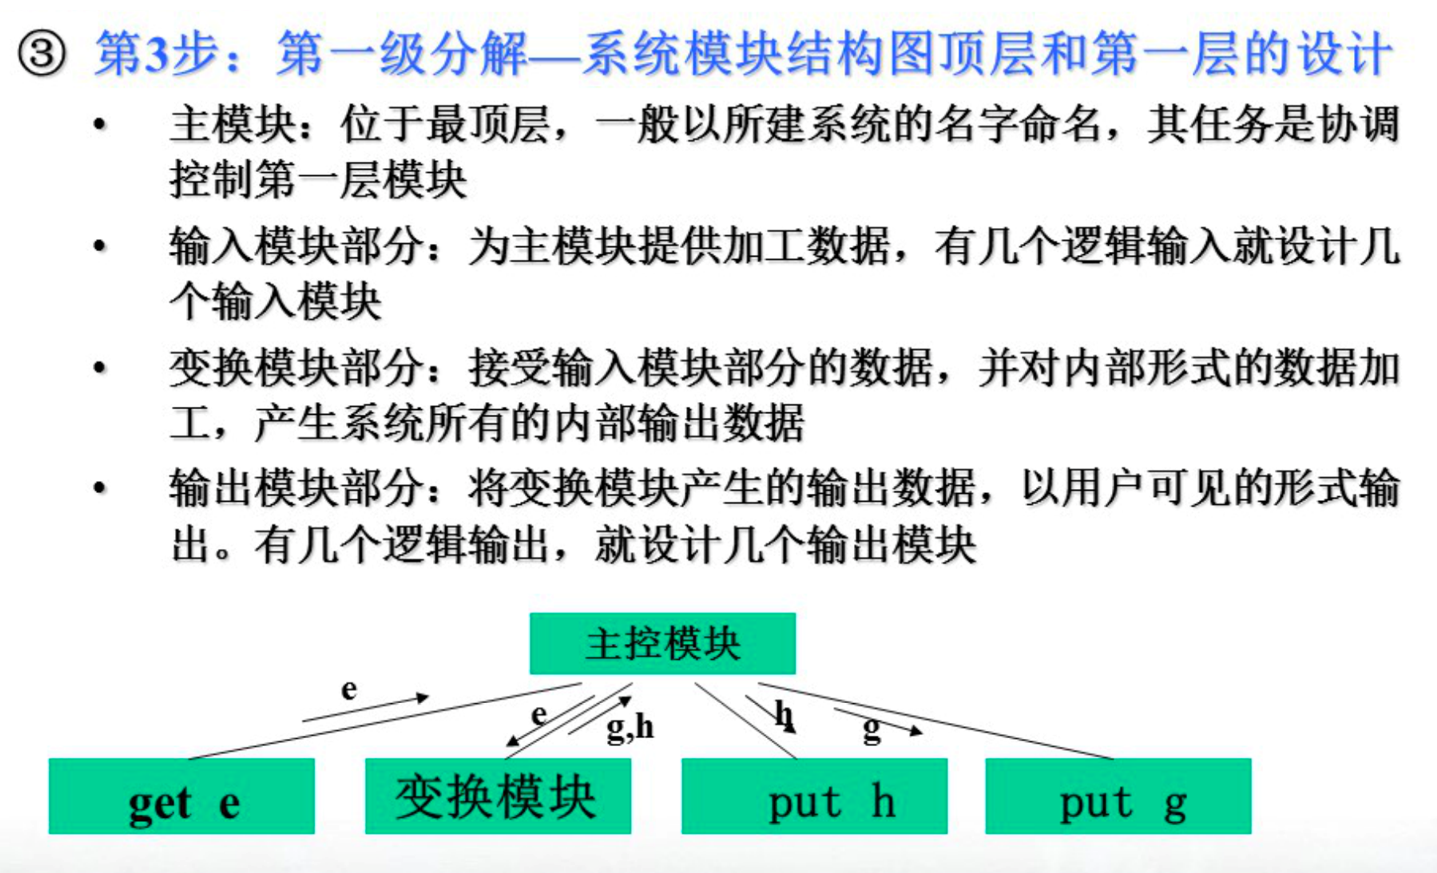 ③ 第3步：第一级分解—系统模块结构图顶层和第一层的设计
• 主模块：位于最顶层，一般以所建系统的名字命名，其任务是协调
控制第一层模块
• 输入模块部分：为主模块提供加工数据，有几个逻辑输入就设计几
个输入模块
• 变换模块部分：接受输入模块部分的数据，并对内部形式的数据加
工，产生系统所有的内部输出数据
• 输出模块部分：将变换模块产生的输出数据，以用户可见的形式输
出。有几个逻辑输出，就设计几个输出模块
主控模块
e
e
g,h
h
g
get e
变换模块
put h
put g